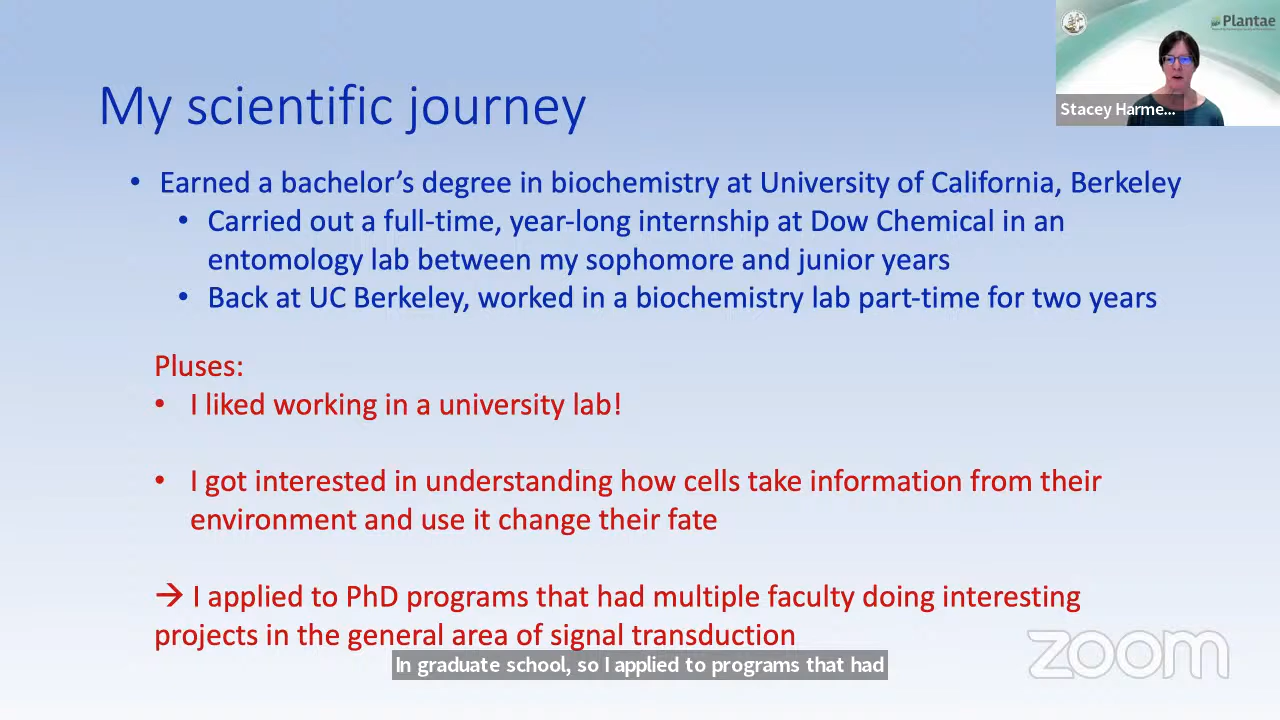 Plantae
Stacey Harme...
My scientific journey
• Earned a bachelor’s degree in biochemistry at University of California, Berkeley
• Carried out a full-time, year-long internship at Dow Chemical in an
entomology lab between my sophomore and junior years
• Back at UC Berkeley, worked in a biochemistry lab part-time for two years
Pluses:
• I liked working in a university lab!
• I got interested in understanding how cells take information from their
environment and use it change their fate
→ I applied to PhD programs that had multiple faculty doing interesting
projects in the general area of signal transduction
In graduate school, so I applied to programs that had
zoom